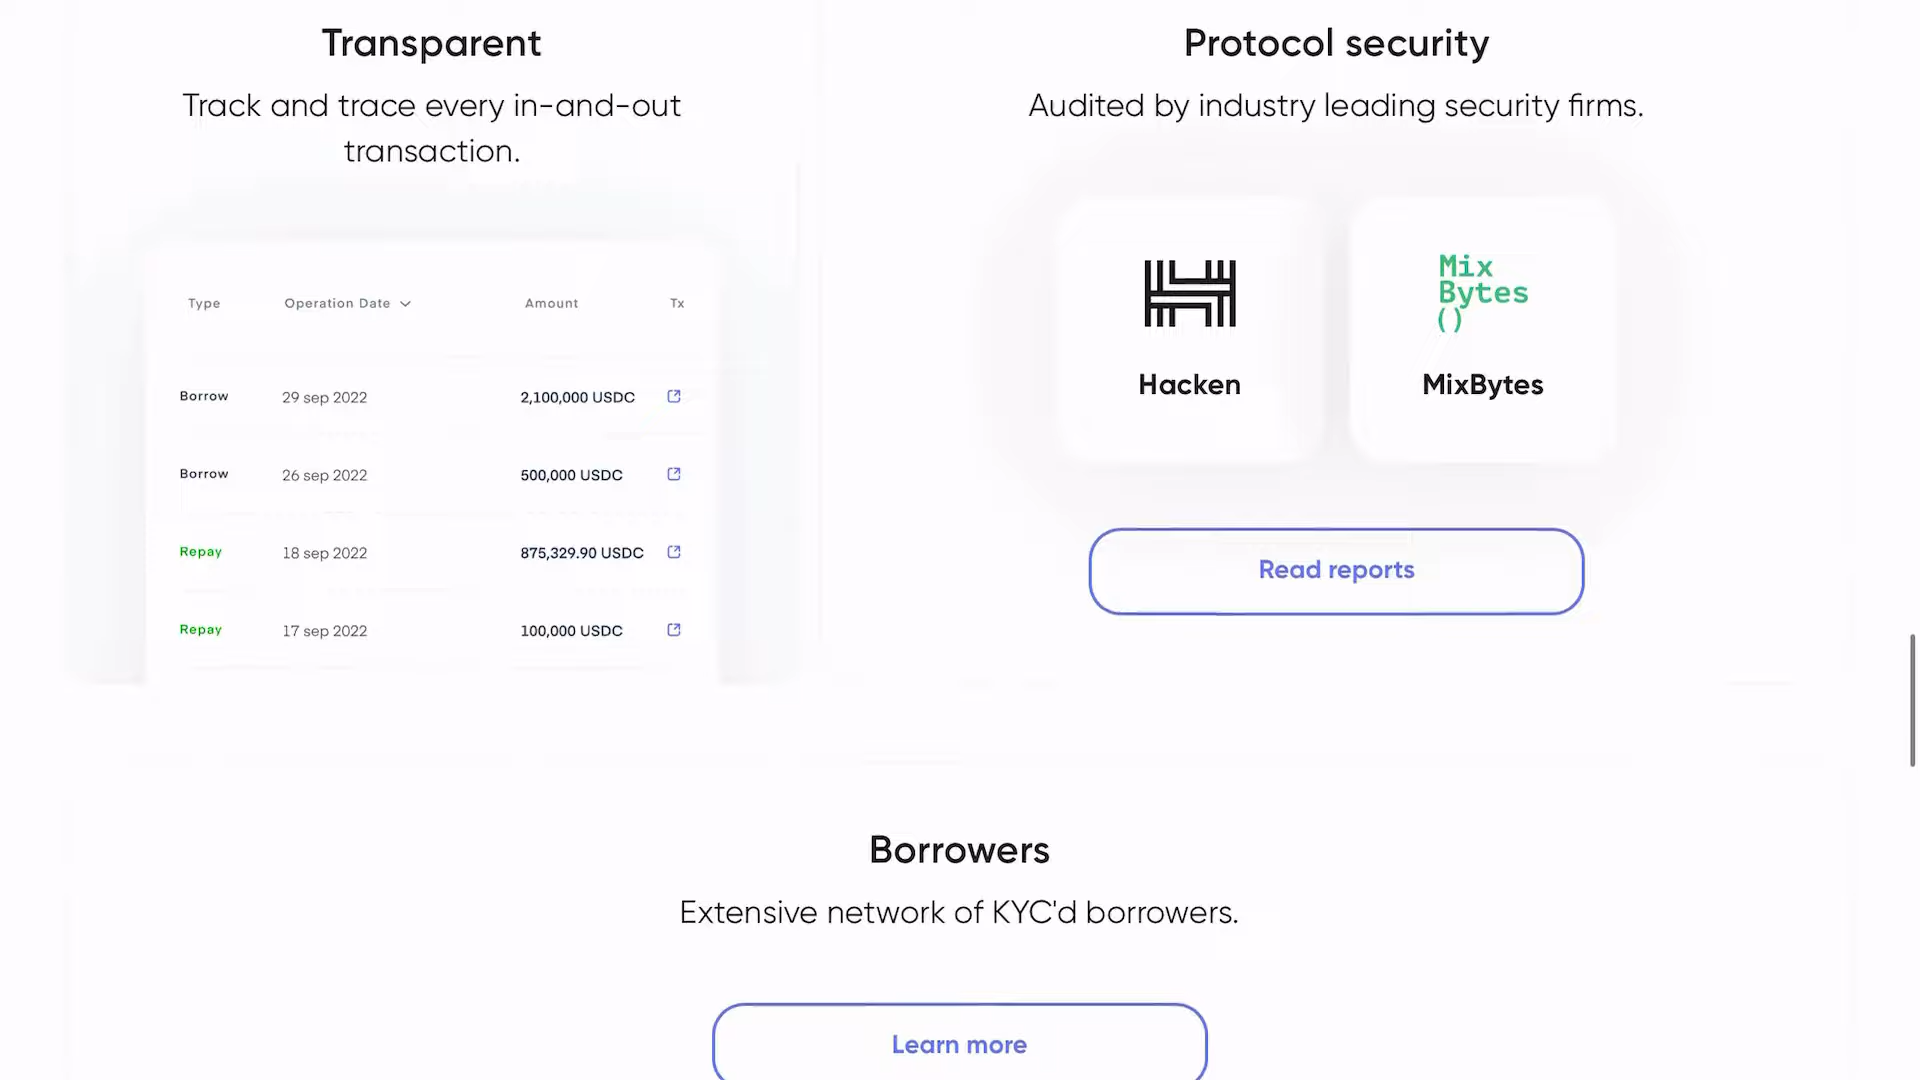 Transparent
Track and trace every in-and-out
transaction.
Type Operation Date Amount Tx
Borrow 29 sep 2022 2,100,000 USDC
Borrow 26 sep 2022 500,000 USDC
Repay 18 sep 2022 875,329.90 USDC
Repay 17 sep 2022 100,000 USDC
Protocol security
Audited by industry leading security firms.
Hacken
Mix
Bytes
()
MixBytes
Read reports
Borrowers
Extensive network of KYC'd borrowers.
Learn more